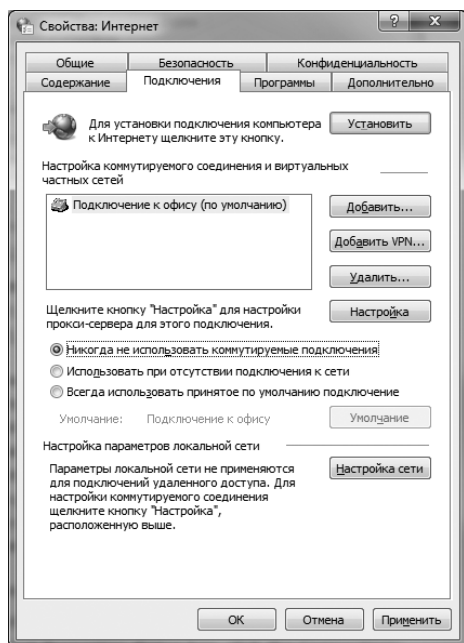 Свойства: Интернет
Общие Безопасность Конфиденциальность
Содержание Подключения Программы Дополнительно
Для установки подключения компьютера
к Интернету щелкните эту кнопку.
Установить
Настройка коммутируемого соединения и виртуальных
частных сетей
Подключение к офису (по умолчанию)
Добавить...
Добавить VPN...
Удалить...
Щелкните кнопку "Настройка" для настройки
прокси-сервера для этого подключения.
Настройка
Никогда не использовать коммутируемые подключения
Использовать при отсутствии подключения к сети
Всегда использовать принятое по умолчанию подключение
Умолчание: Подключение к офису Умолчание
Настройка параметров локальной сети
Параметры локальной сети не применяются
для подключений удаленного доступа. Для
настройки коммутируемого соединения
щелкните кнопку "Настройка",
расположенную выше.
Настройка сети
ОК Отмена Применить